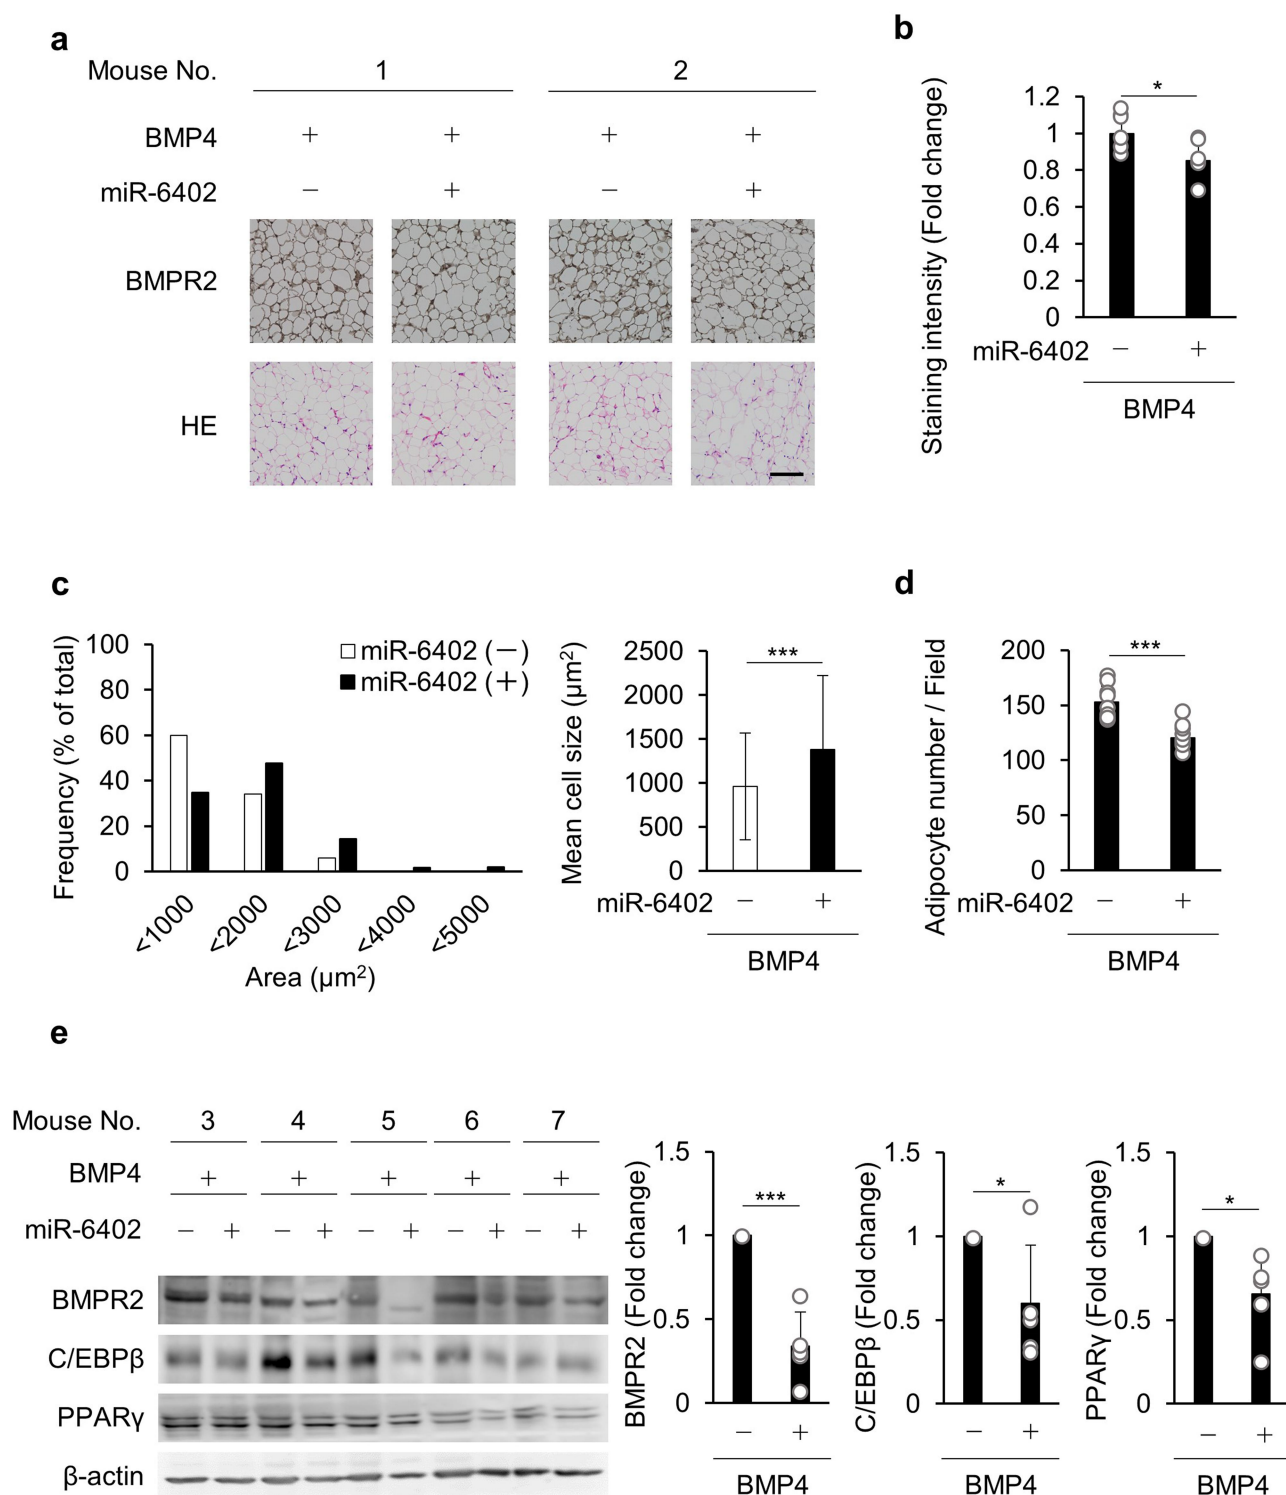 a
Mouse No. 1 2
BMP4 + + + +
miR-6402 − + − +
BMPR2
HE
b
Staining intensity (Fold change)
1.2
1
0.8
0.6
0.4
0.2
0
*
miR-6402 − +
BMP4
c
Frequency (% of total)
100
80
60
40
20
0
miR-6402 (−)
miR-6402 (+)
<1000 <2000 <3000 <4000 <5000
Area (μm²)
Mean cell size (μm²)
2500
2000
1500
1000
500
0
***
miR-6402 − +
BMP4
d
Adipocyte number / Field
200
150
100
50
0
***
miR-6402 − +
BMP4
e
Mouse No. 3 4 5 6 7
BMP4 + + + + +
miR-6402 − + − + − + − + − +
BMPR2
C/EBPβ
PPARγ
β-actin
BMPR2 (Fold change)
1.5
1
0.5
0
***
− +
BMP4
C/EBPβ (Fold change)
1.5
1
0.5
0
*
− +
BMP4
PPARγ (Fold change)
1.5
1
0.5
0
*
− +
BMP4